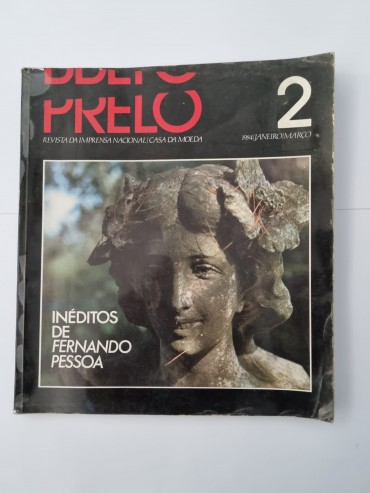 PRELO
2
REVISTA DA IMPRENSA NACIONAL/CASA DA MOEDA
1984/JANEIRO/MARÇO
INÉDITOS
DE
FERNANDO
PESSOA